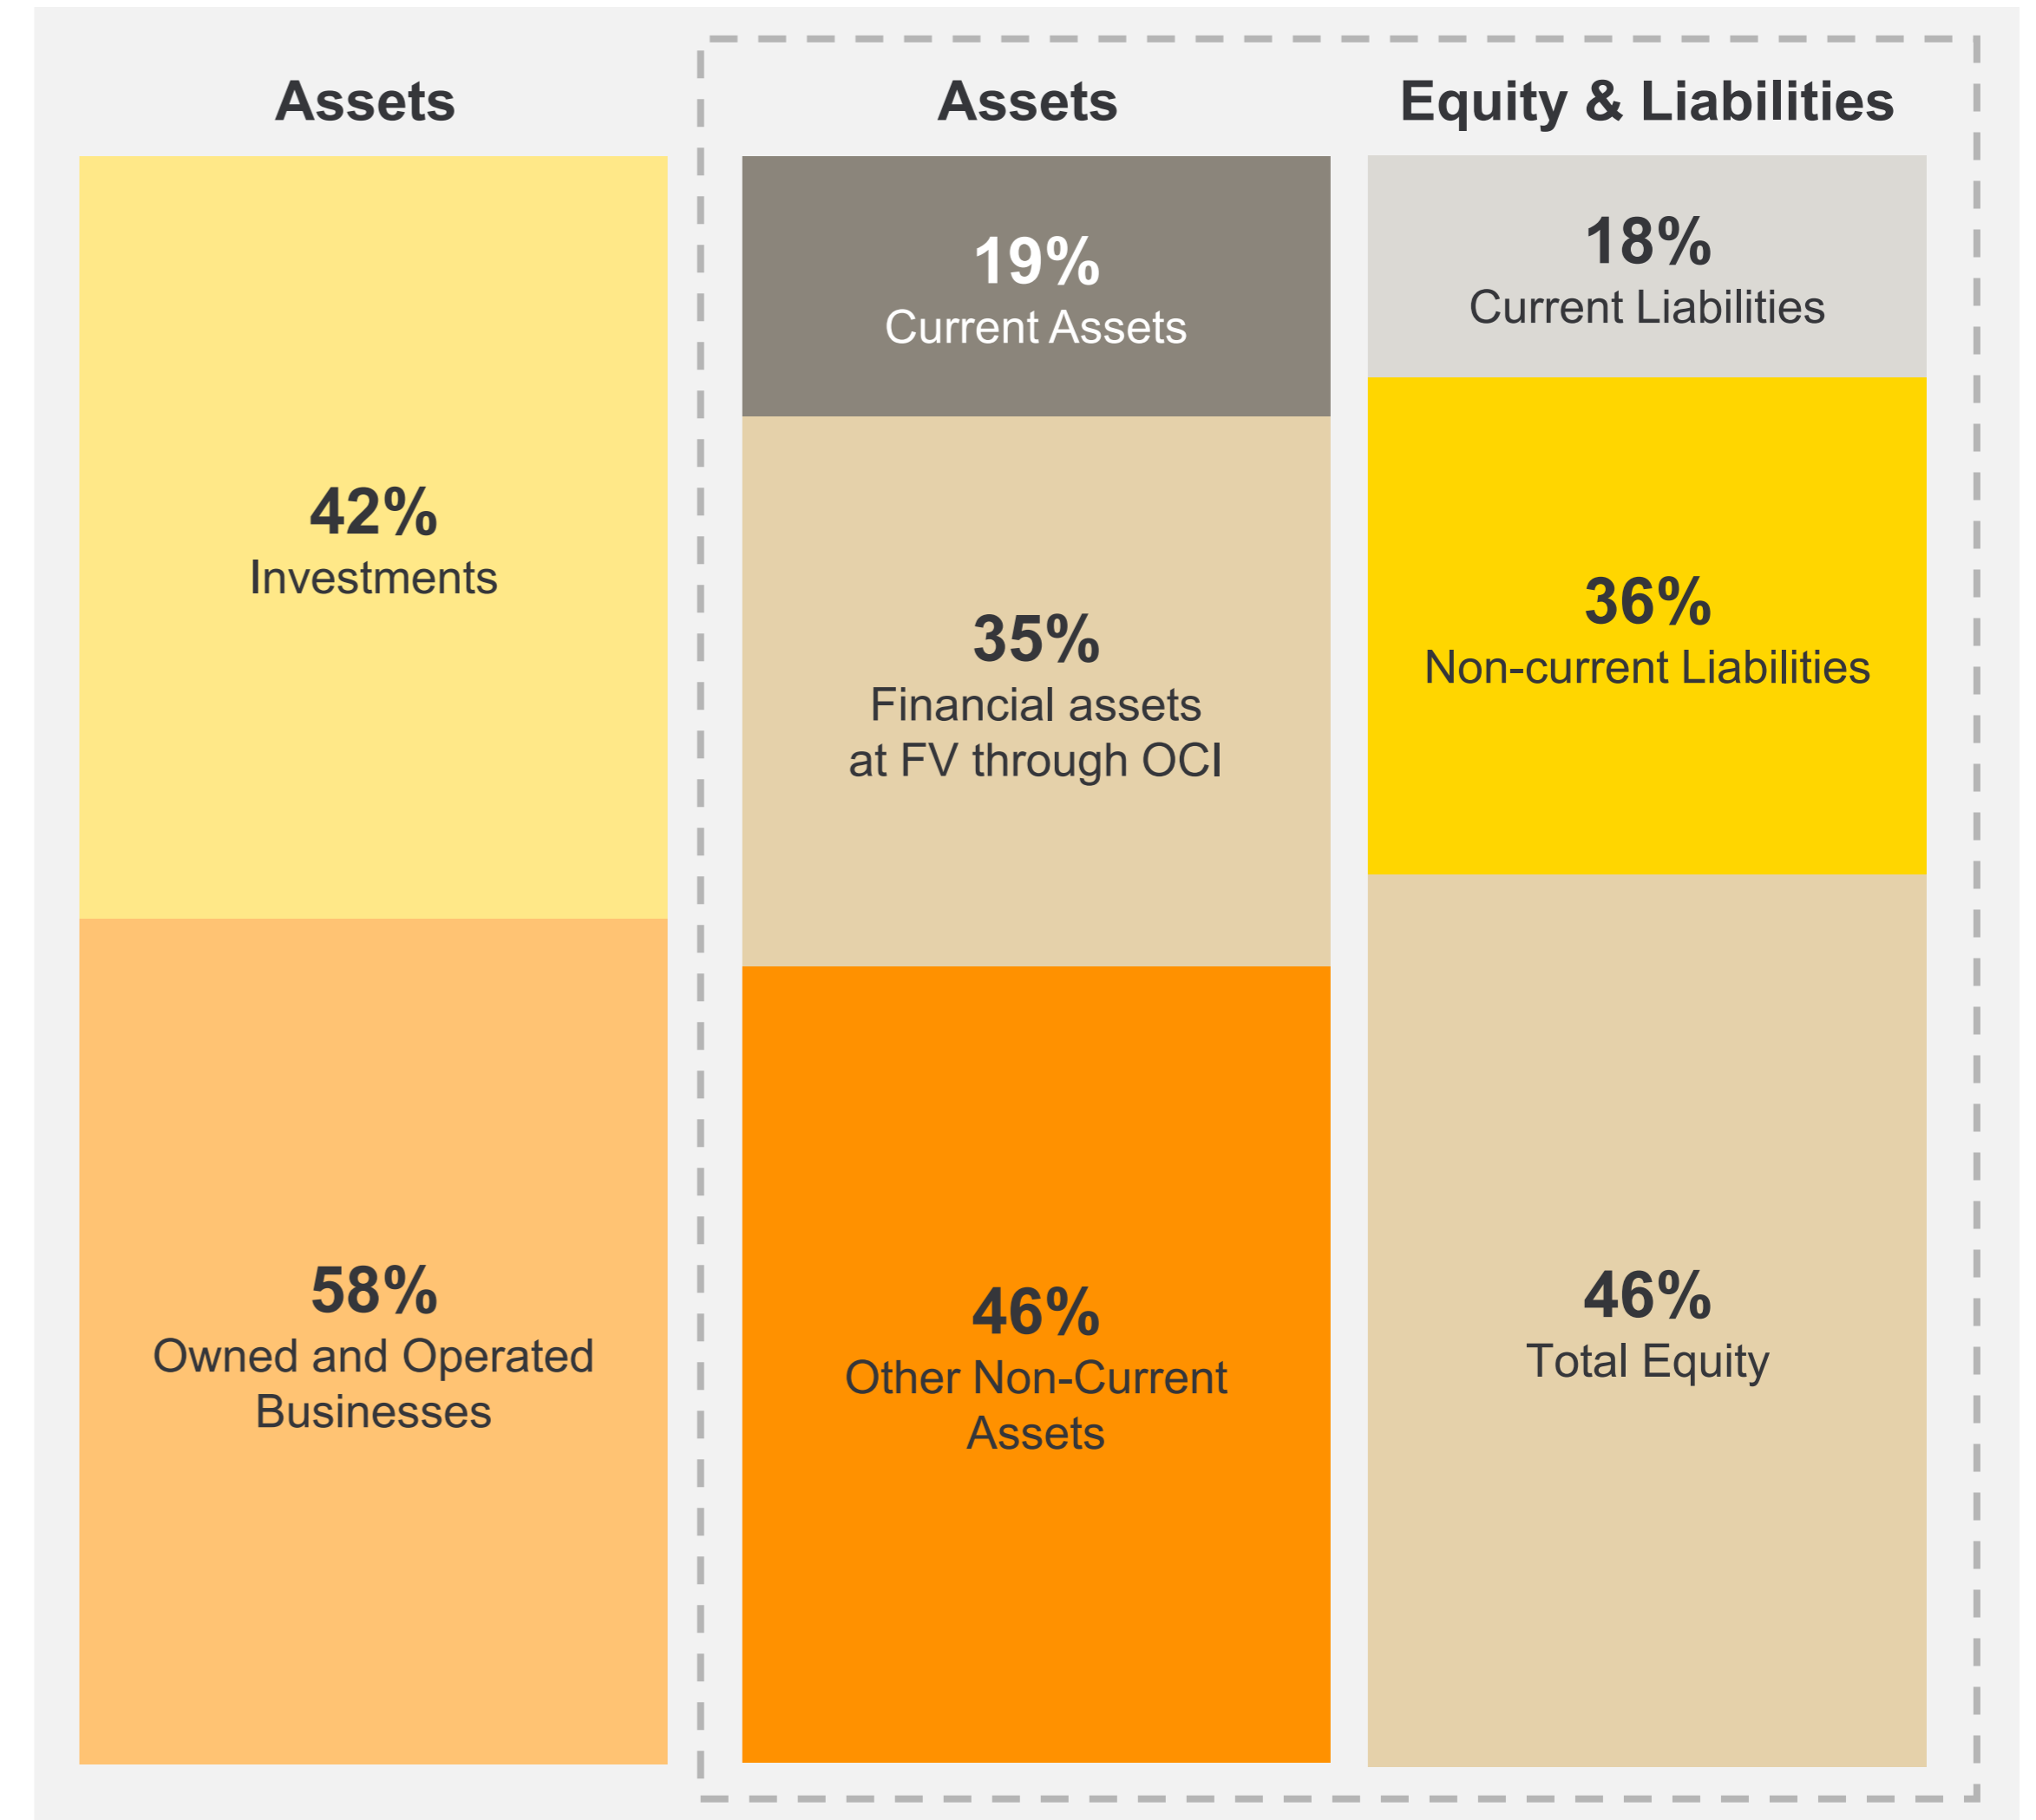 Assets
42%
Investments
58%
Owned and Operated
Businesses
Assets
19%
Current Assets
35%
Financial assets
at FV through OCI
46%
Other Non-Current
Assets
Equity & Liabilities
18%
Current Liabilities
36%
Non-current Liabilities
46%
Total Equity